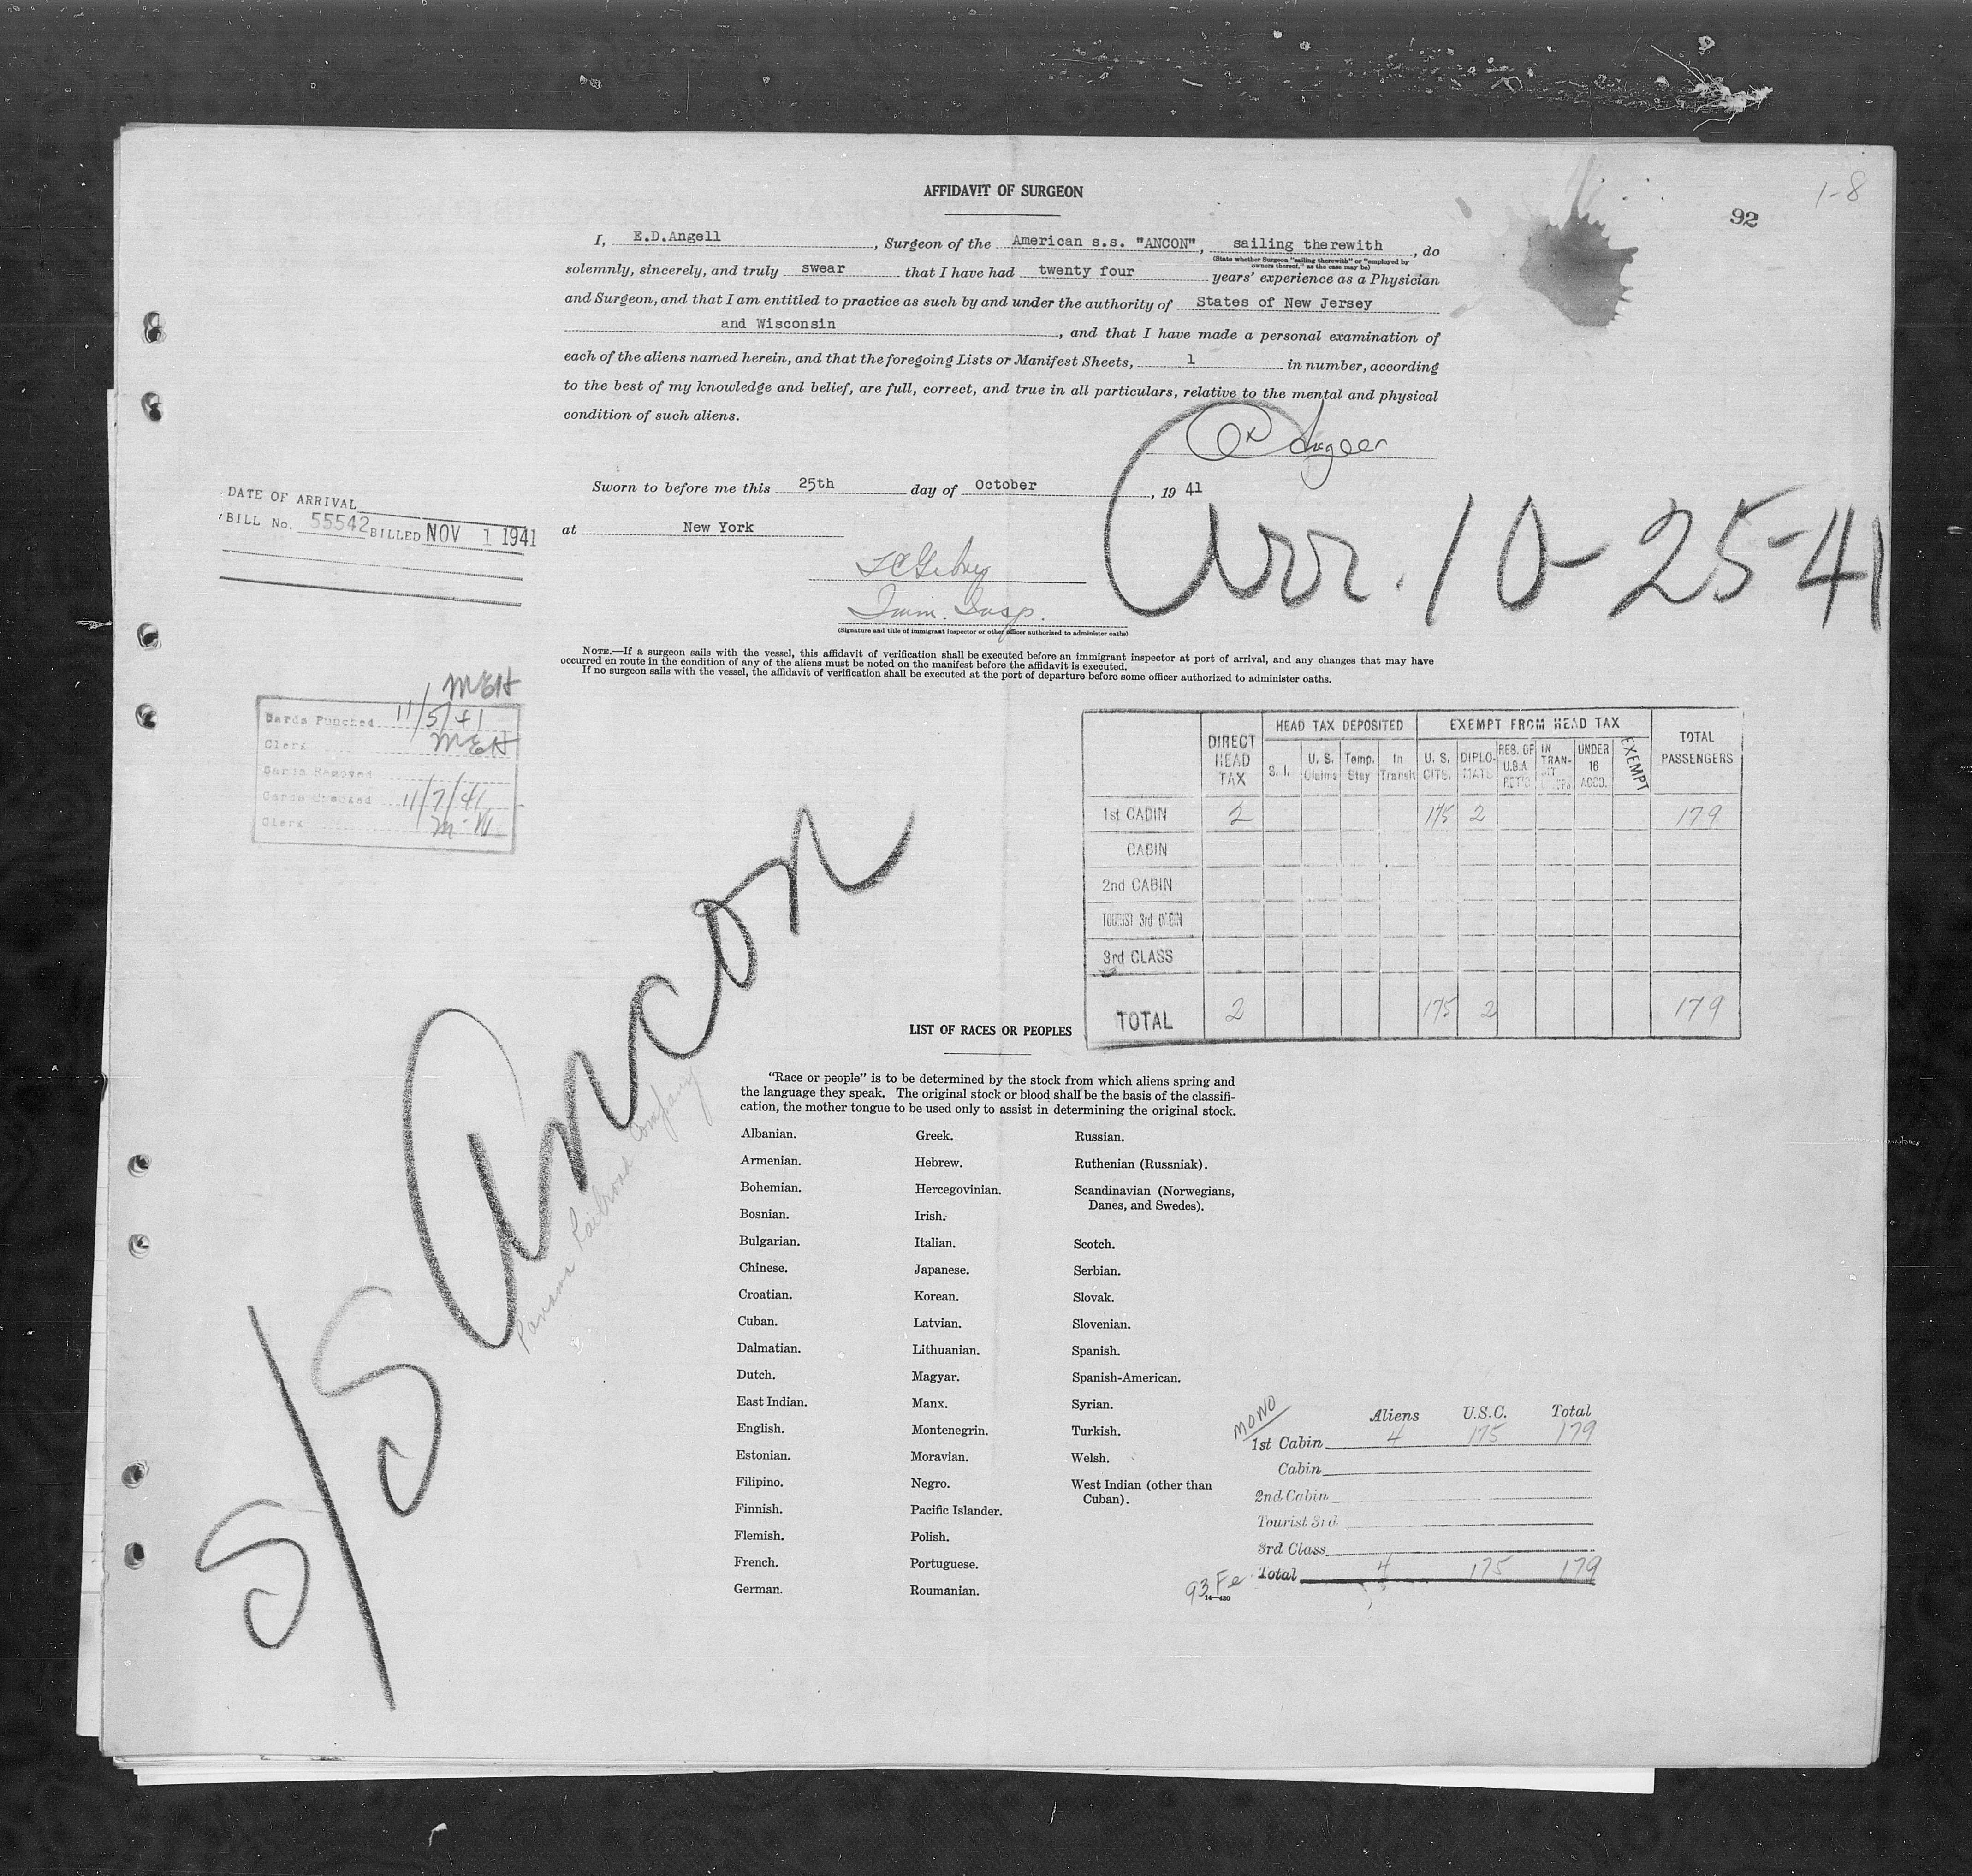 1-8
92
AFFIDAVIT OF SURGEON
I, E.D.Angell, Surgeon of the American s.s. "ANCON", sailing therewith, do
(State whether Surgeon "sailing therewith" or "employed by owners thereof," as the case may be)
solemnly, sincerely, and truly swear that I have had twenty four years' experience as a Physician
and Surgeon, and that I am entitled to practice as such by and under the authority of States of New Jersey
and Wisconsin, and that I have made a personal examination of
each of the aliens named herein, and that the foregoing Lists or Manifest Sheets, 1 in number, according
to the best of my knowledge and belief, are full, correct, and true in all particulars, relative to the mental and physical
condition of such aliens.
Sworn to before me this 25th day of October, 19 41
at New York
Arr. 10-25-41
Imm. Insp.
(Signature and title of immigrant inspector or other officer authorized to administer oaths)
NOTE.—If a surgeon sails with the vessel, this affidavit of verification shall be executed before an immigrant inspector at port of arrival, and any changes that may have
occurred en route in the condition of any of the aliens must be noted on the manifest before the affidavit is executed.
If no surgeon sails with the vessel, the affidavit of verification shall be executed at the port of departure before some officer authorized to administer oaths.
DATE OF ARRIVAL
BILL No. 55542 BILLED NOV 1 1941
MEH
Cards Punched 11/5/41
Clerk MEH
Cards Removed
Cards Checked 11/7/41
Clerk
DIRECT HEAD TAX
HEAD TAX DEPOSITED
S. I. U. S. Claims Temp. Stay In Transit
EXEMPT FROM HEAD TAX
U. S. CITS. DIPLOMATS RES. OF U.S.A. IN TRAN- UNDER 16 ACCD. EXEMPT
TOTAL PASSENGERS
1st CABIN 2 175 2 179
CABIN
2nd CABIN
TOURIST 3rd CABIN
3rd CLASS
TOTAL 2 175 2 179
S/S Ancon
Panama Railroad Company
LIST OF RACES OR PEOPLES
"Race or people" is to be determined by the stock from which aliens spring and
the language they speak. The original stock or blood shall be the basis of the classifi-
cation, the mother tongue to be used only to assist in determining the original stock.
Albanian.
Armenian.
Bohemian.
Bosnian.
Bulgarian.
Chinese.
Croatian.
Cuban.
Dalmatian.
Dutch.
East Indian.
English.
Estonian.
Filipino.
Finnish.
Flemish.
French.
German.
Greek.
Hebrew.
Hercegovinian.
Irish.
Italian.
Japanese.
Korean.
Latvian.
Lithuanian.
Magyar.
Manx.
Montenegrin.
Moravian.
Negro.
Pacific Islander.
Polish.
Portuguese.
Roumanian.
Russian.
Ruthenian (Russniak).
Scandinavian (Norwegians,
Danes, and Swedes).
Scotch.
Serbian.
Slovak.
Slovenian.
Spanish.
Spanish-American.
Syrian.
Turkish.
Welsh.
West Indian (other than
Cuban).
MONO
Aliens U.S.C. Total
1st Cabin 4 175 179
Cabin
2nd Cabin
Tourist 3rd
3rd Class
Total 4 175 179
93 Fe
14—430